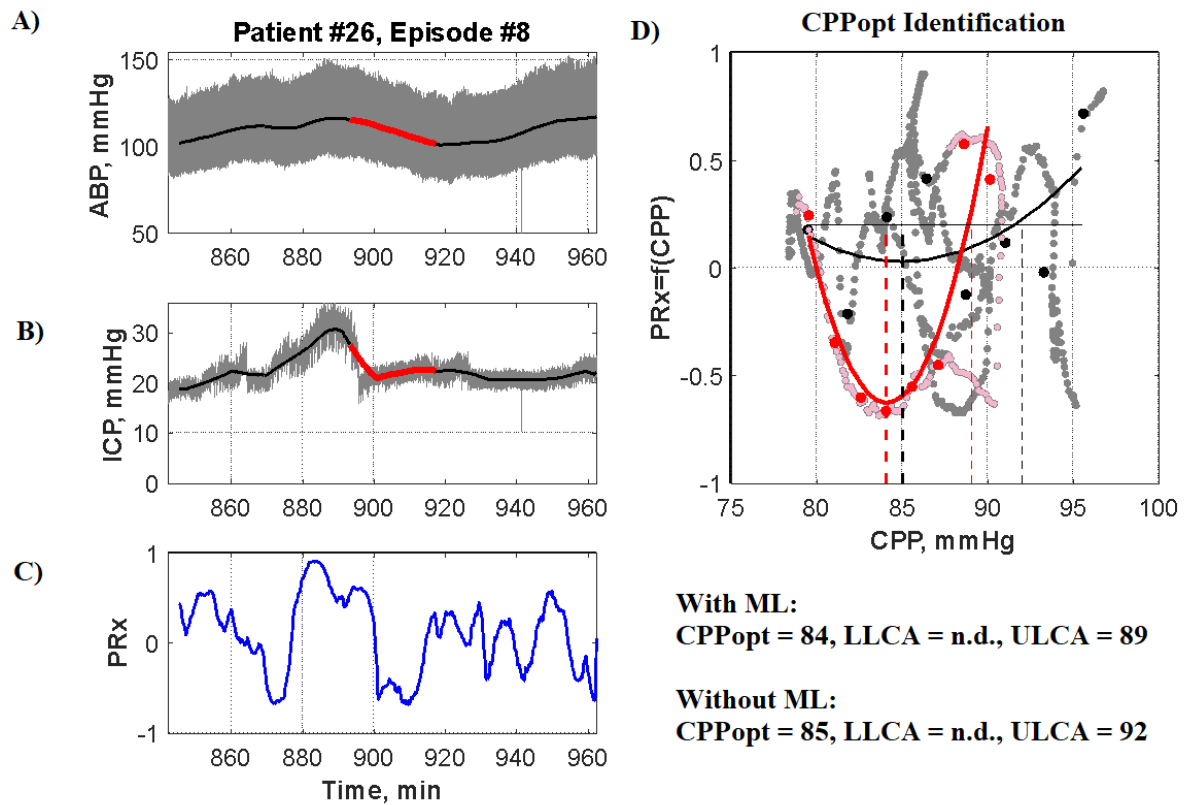 A)
Patient #26, Episode #8
ABP, mmHg
150
100
50
860 880 900 920 940 960
B)
ICP, mmHg
30
20
10
0
860 880 900 920 940 960
C)
PRx
1
0
-1
860 880 900 920 940 960
Time, min
D)
CPPopt Identification
PRx=f(CPP)
1
0.5
0
-0.5
-1
75 80 85 90 95 100
CPP, mmHg
With ML:
CPPopt = 84, LLCA = n.d., ULCA = 89
Without ML:
CPPopt = 85, LLCA = n.d., ULCA = 92